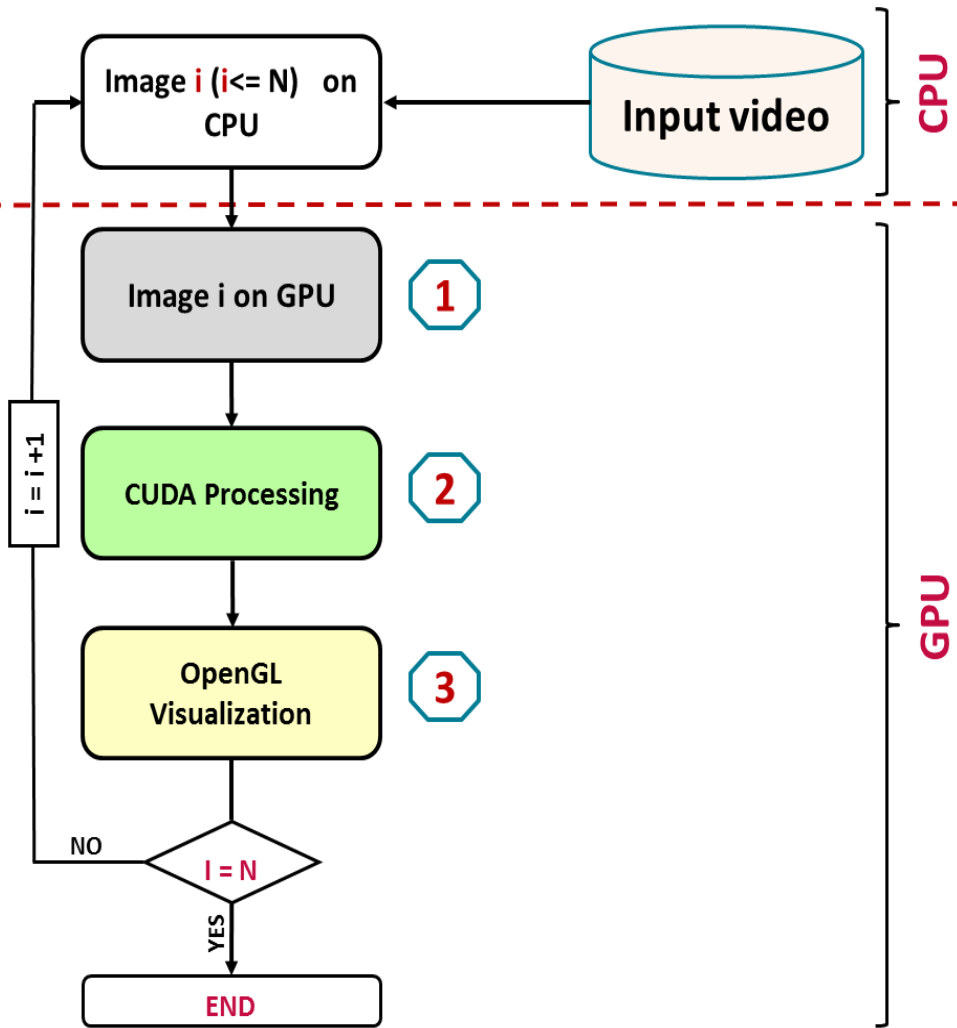 Image i (i<= N) on
CPU
Input video
CPU
Image i on GPU
1
CUDA Processing
2
i = i +1
OpenGL
Visualization
3
GPU
NO
I = N
YES
END